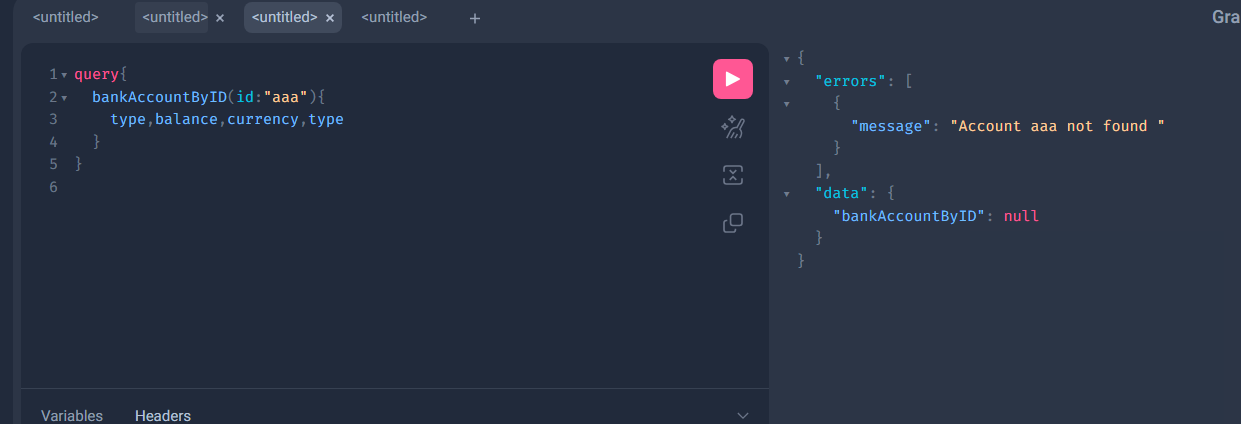 <untitled> <untitled> × <untitled> × <untitled> +
Gra
1 query{
2 bankAccountByID(id:"aaa"){
3 type,balance,currency,type
4 }
5 }
6
{
"errors": [
{
"message": "Account aaa not found "
}
],
"data": {
"bankAccountByID": null
}
}
Variables Headers